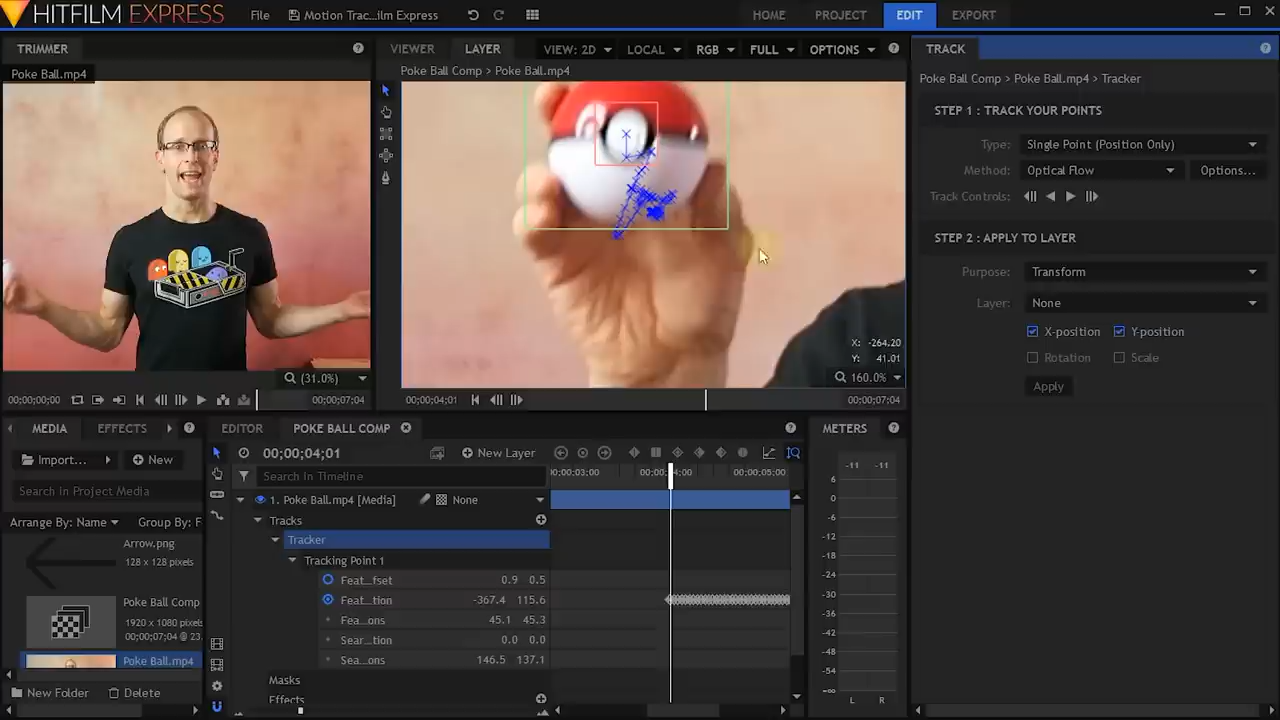 HITFILM EXPRESS
File
Motion Trac...ilm Express
HOME
PROJECT
EDIT
EXPORT
TRIMMER
Poke Ball.mp4
(31.0%)
00;00;00;00
00;00;07;04
VIEWER
LAYER
VIEW: 2D
LOCAL
RGB
FULL
OPTIONS
Poke Ball Comp > Poke Ball.mp4
X: -264.20
Y: 41.01
160.0%
00;00;04;01
00;00;07;04
TRACK
Poke Ball Comp > Poke Ball.mp4 > Tracker
STEP 1 : TRACK YOUR POINTS
Type: Single Point (Position Only)
Method: Optical Flow Options...
Track Controls:
STEP 2 : APPLY TO LAYER
Purpose: Transform
Layer: None
X-position Y-position
Rotation Scale
Apply
MEDIA
EFFECTS
Import...
New
Search In Project Media
Arrange By: Name Group By: F
Arrow.png
128 x 128 pixels
Poke Ball Comp
1920 x 1080 pixels
00;00;07;04 @ 23.
Poke Ball.mp4
New Folder
Delete
EDITOR
POKE BALL COMP
00;00;04;01
New Layer
Search In Timeline
00;00;03;00
00;00;04;00
00;00;05;00
1. Poke Ball.mp4 [Media]
None
Tracks
Tracker
Tracking Point 1
Feat...fset 0.9 0.5
Feat...tion -367.4 115.6
Fea...ons 45.1 45.3
Sear...tion 0.0 0.0
Sea...ons 146.5 137.1
Masks
Effects
METERS
-11 -11
6
0
-6
-12
-18
-24
-30
-36
-42
-48
-54
-∞
L R